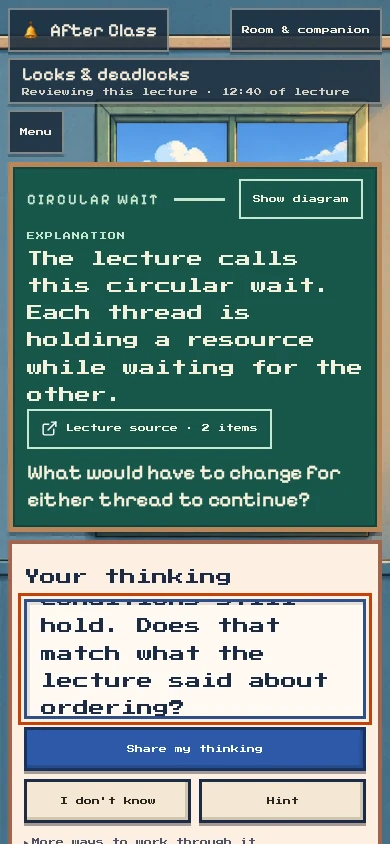 After Class
Room & companion
Locks & deadlocks
Reviewing this lecture · 12:40 of lecture
Menu
CIRCULAR WAIT
Show diagram
EXPLANATION
The lecture calls
this circular wait.
Each thread is
holding a resource
while waiting for the
other.
Lecture source · 2 items
What would have to change for
either thread to continue?
Your thinking
conditions still
hold. Does that
match what the
lecture said about
ordering?
Share my thinking
I don't know
Hint
▸More ways to work through it